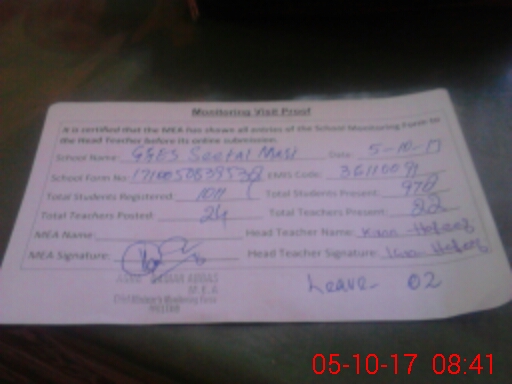 Monitoring Visit Proof
It is certified that the MEA has shown all entries of the School Monitoring Form to
the Head Teacher before its online submission.
School Name: GGES Seetal Mari Date: 5-10-17
School Form No: EMIS Code: 36110091
Total Students Registered: 1011 Total Students Present: 970
Total Teachers Posted: 24 Total Teachers Present: 22
MEA Name: Head Teacher Name: Hafeez
MEA Signature: Head Teacher Signature:
M.E.A
Leave 02
05-10-17 08:41